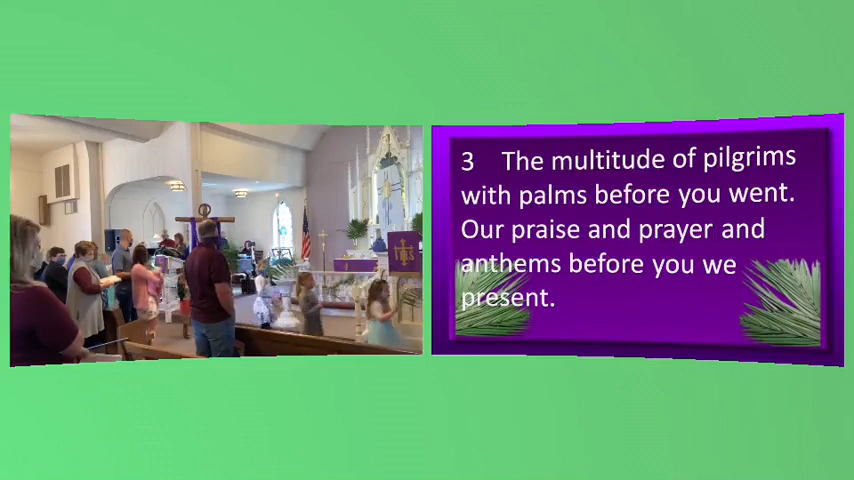 3 The multitude of pilgrims
with palms before you went.
Our praise and prayer and
anthems before you we
present.
IHS